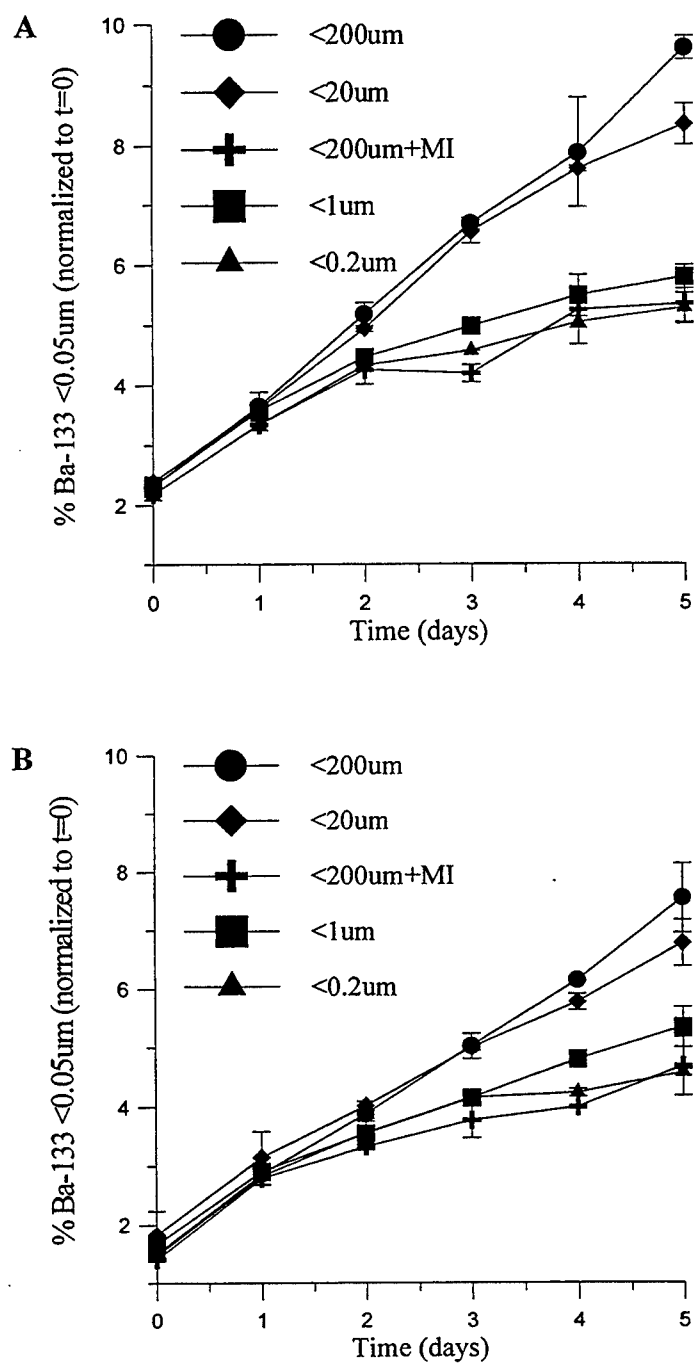 A
% Ba-133 <0.05um (normalized to t=0)
10
8
6
4
2
<200um
<20um
<200um+MI
<1um
<0.2um
0 1 2 3 4 5
Time (days)
B
% Ba-133 <0.05um (normalized to t=0)
10
8
6
4
2
<200um
<20um
<200um+MI
<1um
<0.2um
0 1 2 3 4 5
Time (days)